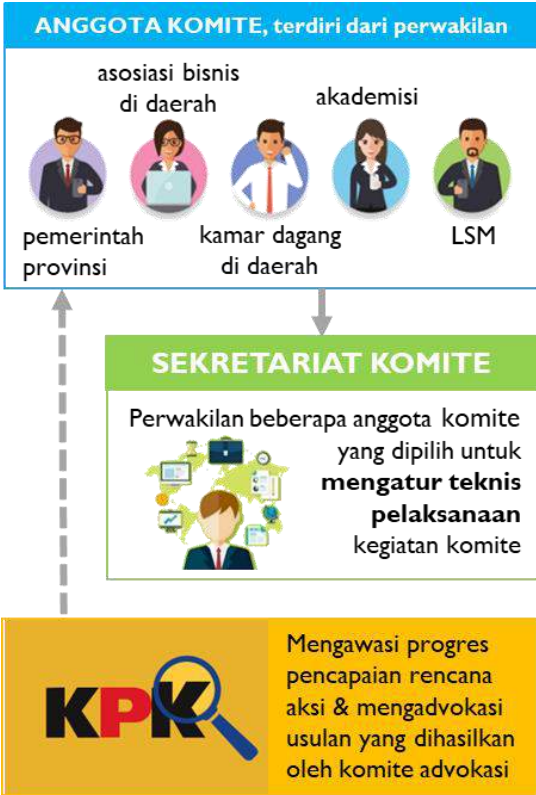 ANGGOTA KOMITE, terdiri dari perwakilan
asosiasi bisnis
di daerah
akademisi
pemerintah
provinsi
kamar dagang
di daerah
LSM
SEKRETARIAT KOMITE
Perwakilan beberapa anggota komite
yang dipilih untuk
mengatur teknis
pelaksanaan
kegiatan komite
KPK
Mengawasi progres
pencapaian rencana
aksi & mengadvokasi
usulan yang dihasilkan
oleh komite advokasi